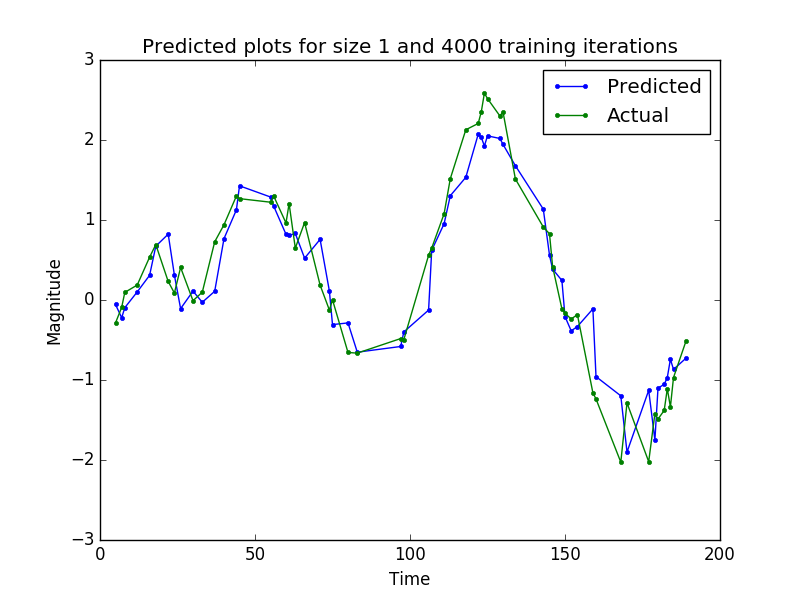 Predicted plots for size 1 and 4000 training iterations
3
2
1
0
−1
−2
−3
Magnitude
0
50
100
150
200
Time
Predicted
Actual